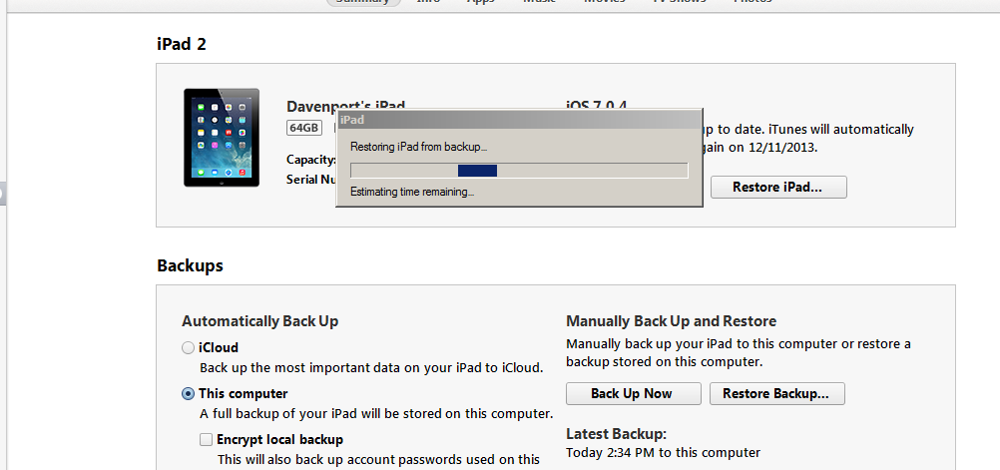 Summary Info Apps Music Movies TV Shows Photos
iPad 2
Davenport's iPad
64GB
Capacity:
Serial Nu
iPad
Restoring iPad from backup...
Estimating time remaining...
iOS 7.0.4
up to date. iTunes will automatically
gain on 12/11/2013.
Restore iPad...
Backups
Automatically Back Up
iCloud
Back up the most important data on your iPad to iCloud.
This computer
A full backup of your iPad will be stored on this computer.
Encrypt local backup
This will also back up account passwords used on this
Manually Back Up and Restore
Manually back up your iPad to this computer or restore a
backup stored on this computer.
Back Up Now
Restore Backup...
Latest Backup:
Today 2:34 PM to this computer